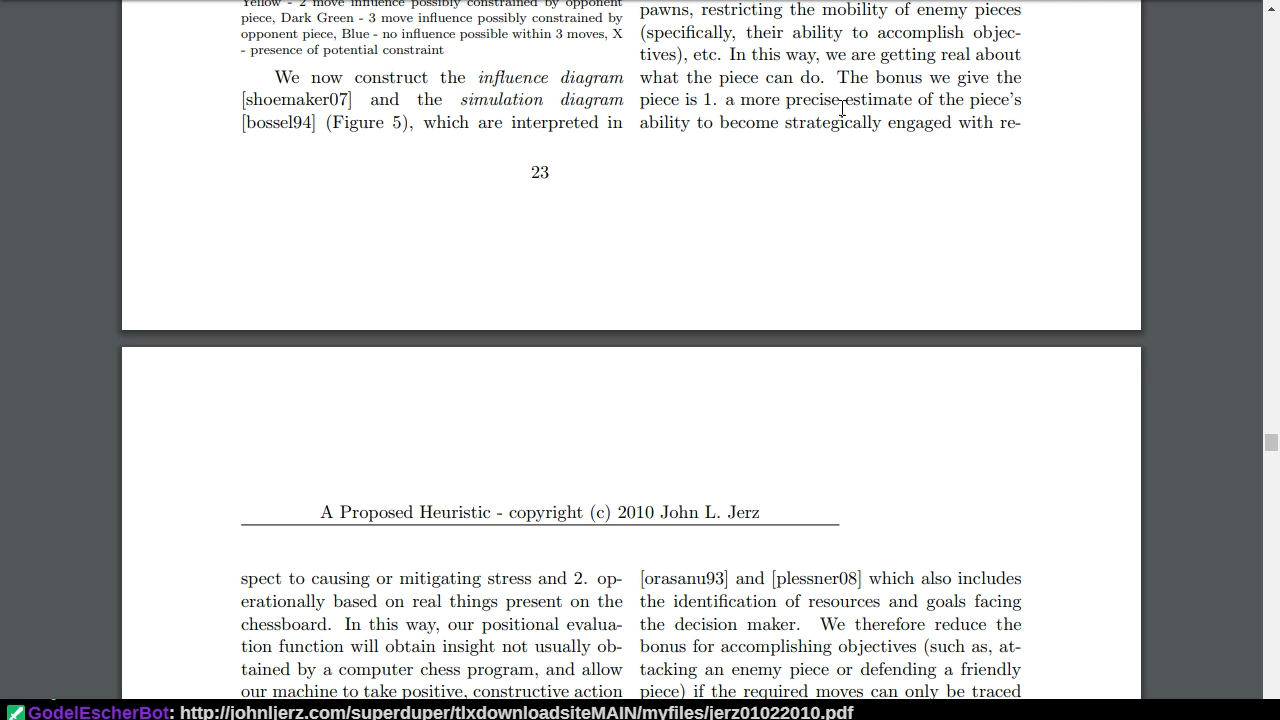 Yellow - 2 move influence possibly constrained by opponent
piece, Dark Green - 3 move influence possibly constrained by
opponent piece, Blue - no influence possible within 3 moves, X
- presence of potential constraint
We now construct the influence diagram
[shoemaker07] and the simulation diagram
[bossel94] (Figure 5), which are interpreted in
pawns, restricting the mobility of enemy pieces
(specifically, their ability to accomplish objec-
tives), etc. In this way, we are getting real about
what the piece can do. The bonus we give the
piece is 1. a more precise estimate of the piece's
ability to become strategically engaged with re-
23
A Proposed Heuristic - copyright (c) 2010 John L. Jerz
spect to causing or mitigating stress and 2. op-
erationally based on real things present on the
chessboard. In this way, our positional evalua-
tion function will obtain insight not usually ob-
tained by a computer chess program, and allow
our machine to take positive, constructive action
[orasanu93] and [plessner08] which also includes
the identification of resources and goals facing
the decision maker. We therefore reduce the
bonus for accomplishing objectives (such as, at-
tacking an enemy piece or defending a friendly
piece) if the required moves can only be traced
GodelEscherBot: http://johnljerz.com/superduper/tlxdownloadsiteMAIN/myfiles/jerz01022010.pdf